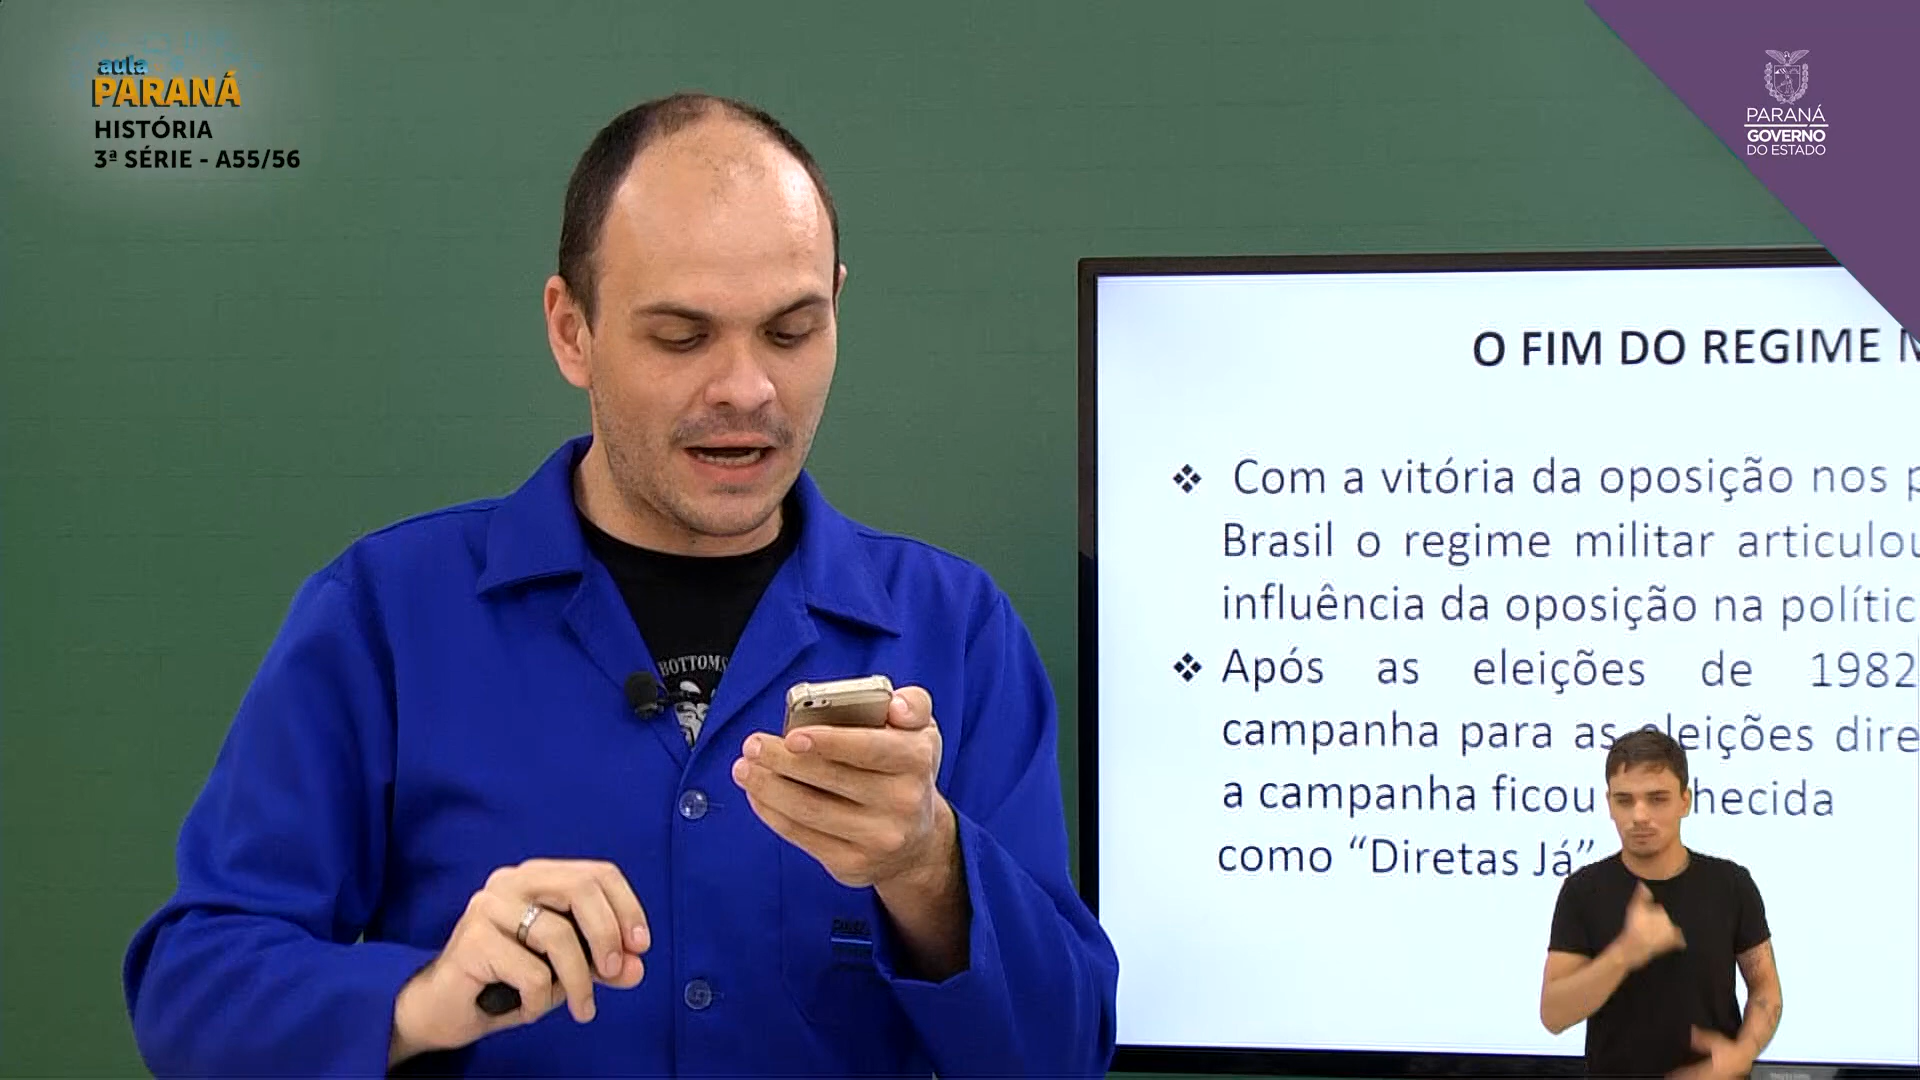 aula
PARANÁ
HISTÓRIA
3ª SÉRIE - A55/56
PARANÁ
GOVERNO
DO ESTADO
O FIM DO REGIME
Com a vitória da oposição nos
Brasil o regime militar articulou
influência da oposição na polític
Após as eleições de 1982
campanha para as eleições dire
a campanha ficou hecida
como “Diretas Já”
BOTTOMS